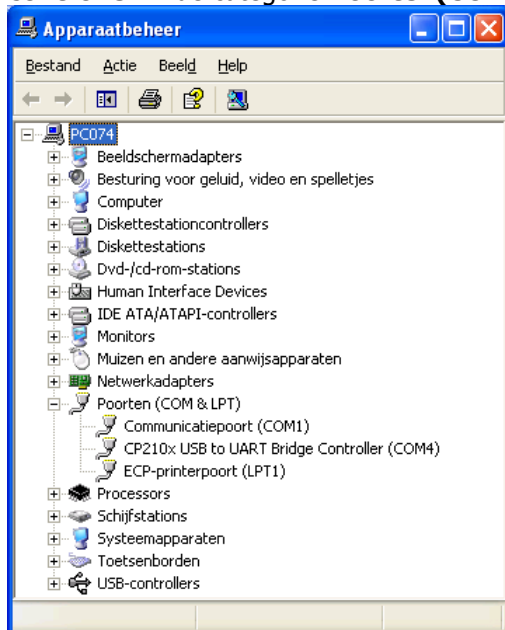 Apparaatbeheer
Bestand Actie Beeld Help
PC074
Beeldschermadapters
Besturing voor geluid, video en spelletjes
Computer
Diskettestationcontrollers
Diskettestations
Dvd-/cd-rom-stations
Human Interface Devices
IDE ATA/ATAPI-controllers
Monitors
Muizen en andere aanwijsapparaten
Netwerkadapters
Poorten (COM & LPT)
Communicatiepoort (COM1)
CP210x USB to UART Bridge Controller (COM4)
ECP-printerpoort (LPT1)
Processors
Schijfstations
Systeemapparaten
Toetsenborden
USB-controllers